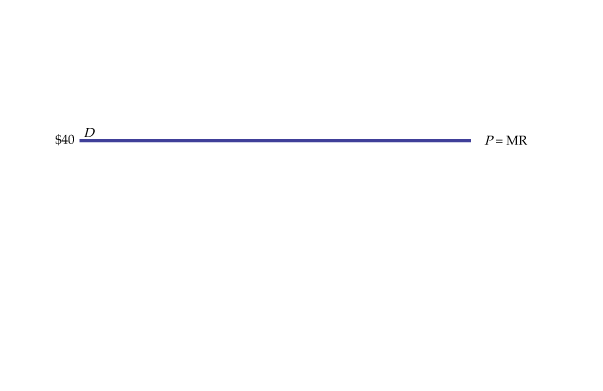 D
$40
P = MR